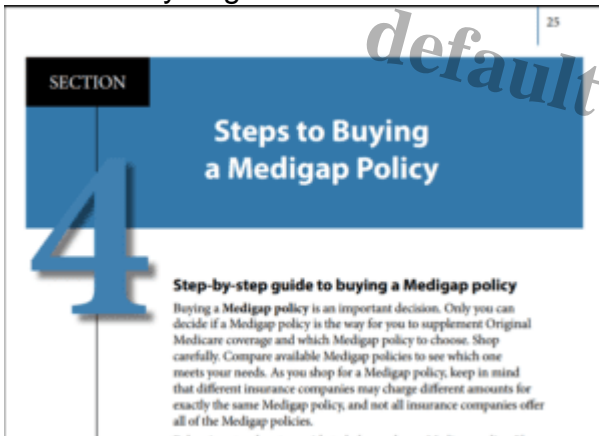 25
default
SECTION
4
Steps to Buying
a Medigap Policy
Step-by-step guide to buying a Medigap policy
Buying a Medigap policy is an important decision. Only you can
decide if a Medigap policy is the way for you to supplement Original
Medicare coverage and which Medigap policy to choose. Shop
carefully. Compare available Medigap policies to see which one
meets your needs. As you shop for a Medigap policy, keep in mind
that different insurance companies may charge different amounts for
exactly the same Medigap policy, and not all insurance companies offer
all of the Medigap policies.